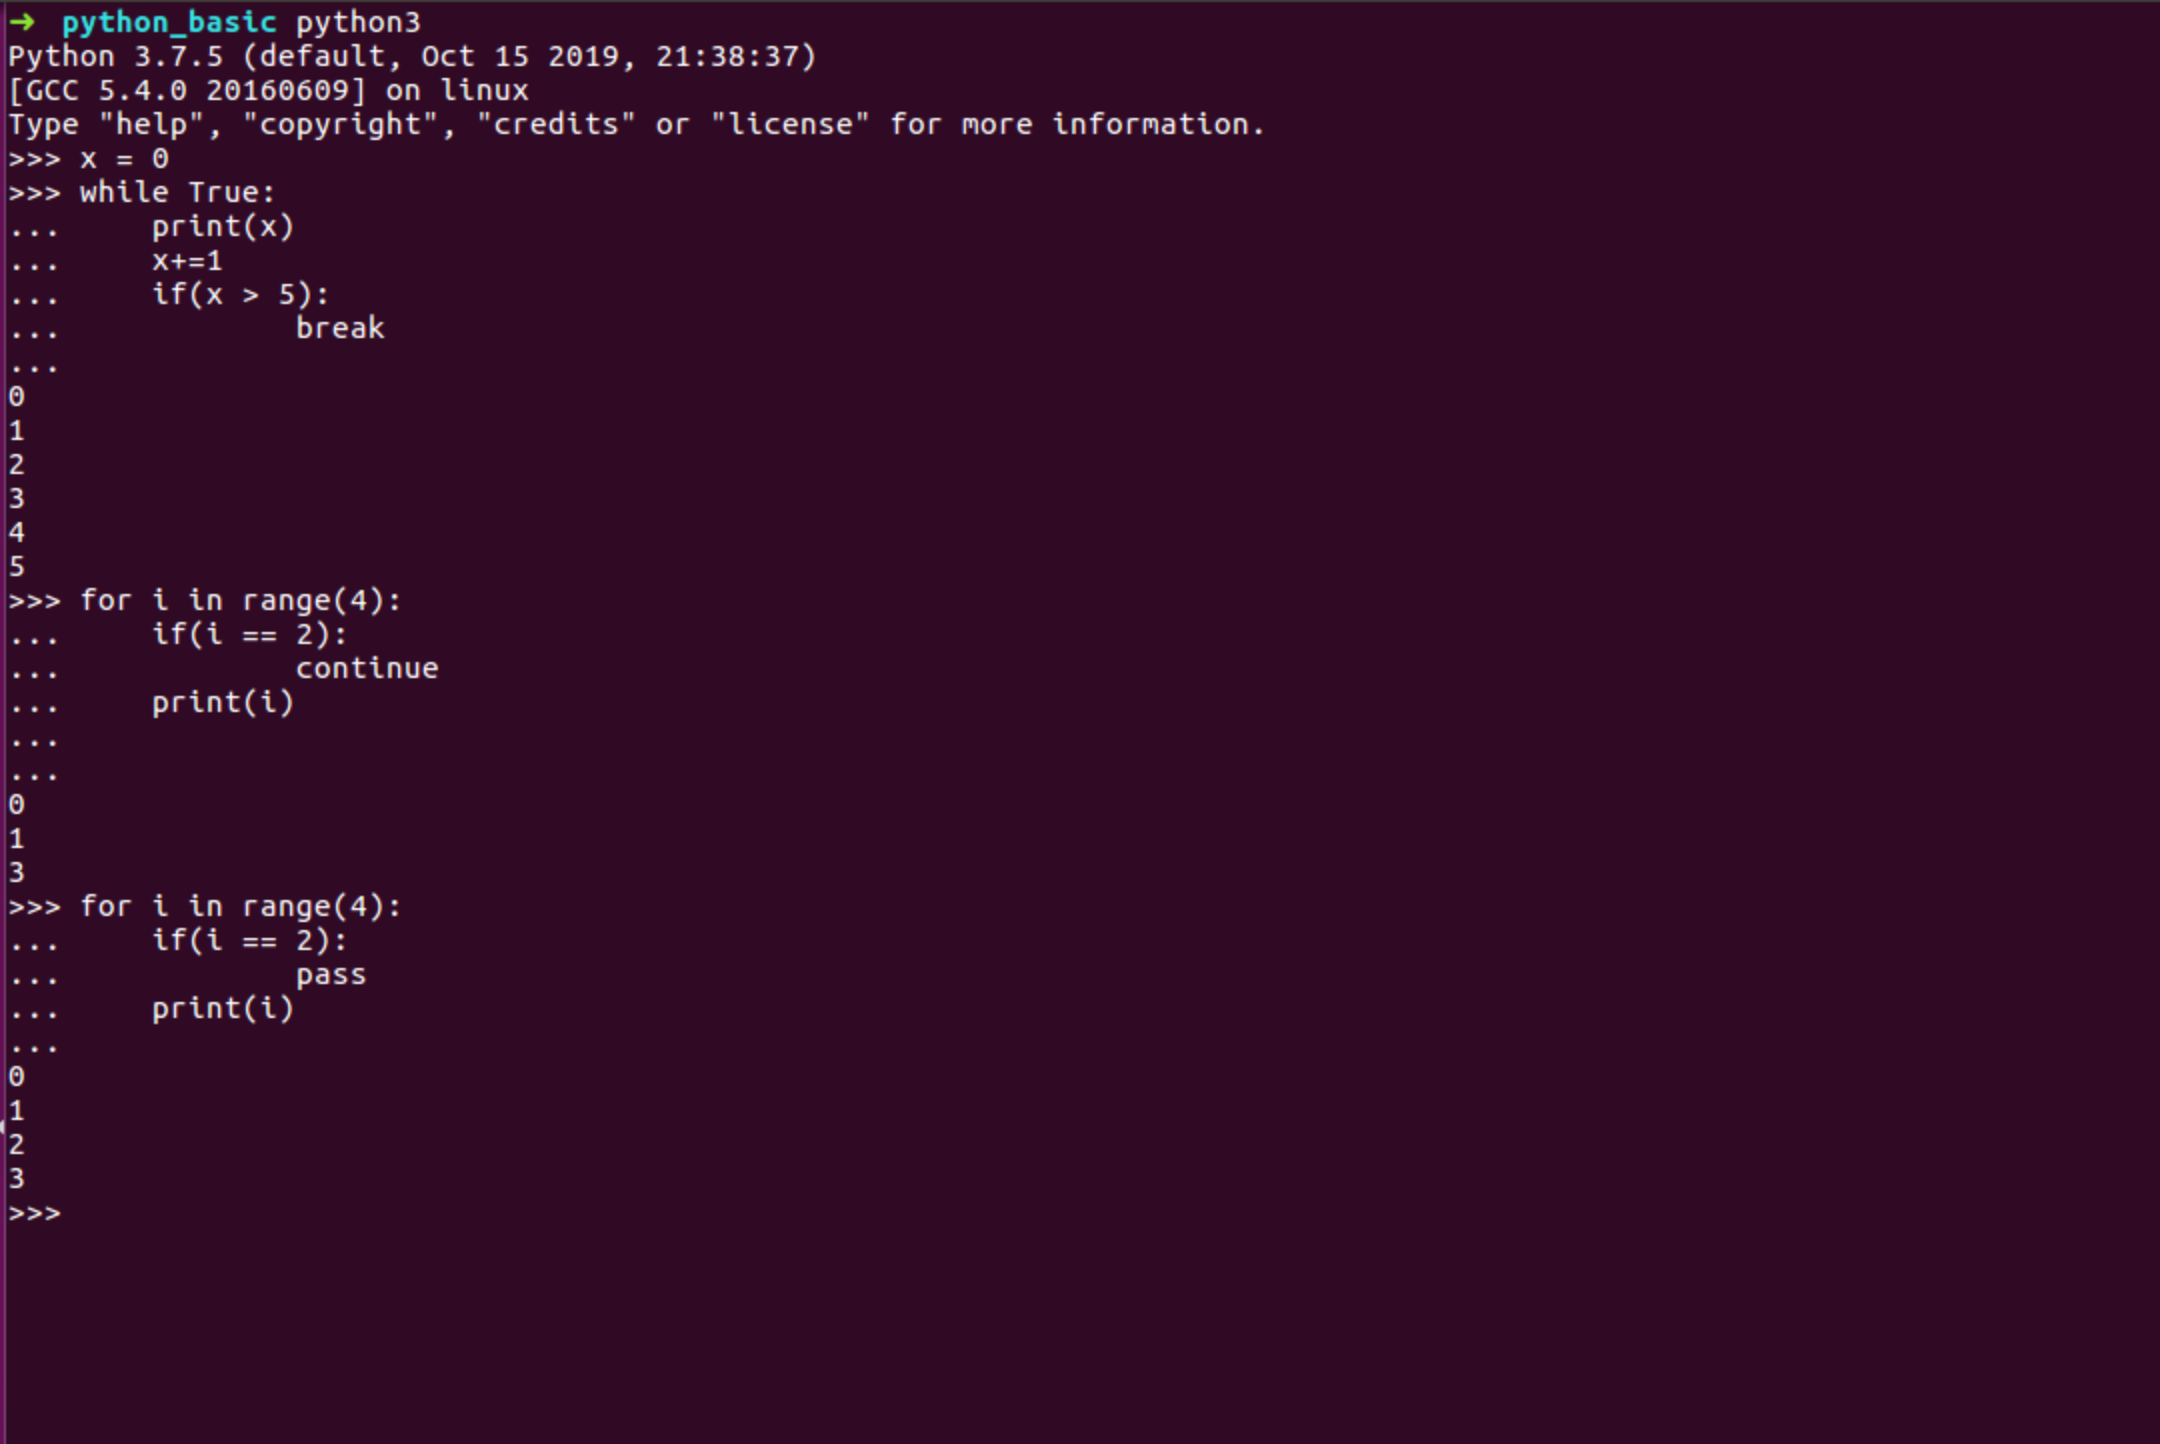 ➜  python_basic python3
Python 3.7.5 (default, Oct 15 2019, 21:38:37)
[GCC 5.4.0 20160609] on linux
Type "help", "copyright", "credits" or "license" for more information.
>>> x = 0
>>> while True:
...     print(x)
...     x+=1
...     if(x > 5):
...             break
...
0
1
2
3
4
5
>>> for i in range(4):
...     if(i == 2):
...             continue
...     print(i)
...
...
0
1
3
>>> for i in range(4):
...     if(i == 2):
...             pass
...     print(i)
...
0
1
2
3
>>>